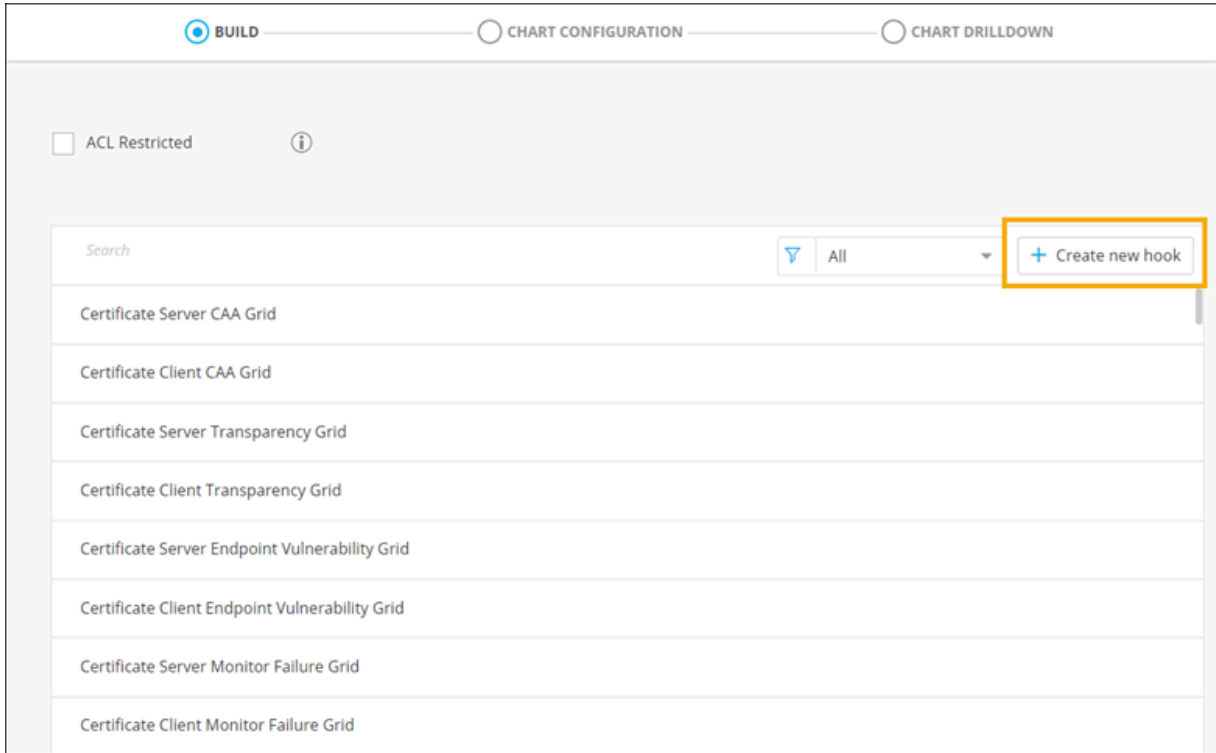 BUILD CHART CONFIGURATION CHART DRILLDOWN
ACL Restricted
Search All + Create new hook
Certificate Server CAA Grid
Certificate Client CAA Grid
Certificate Server Transparency Grid
Certificate Client Transparency Grid
Certificate Server Endpoint Vulnerability Grid
Certificate Client Endpoint Vulnerability Grid
Certificate Server Monitor Failure Grid
Certificate Client Monitor Failure Grid